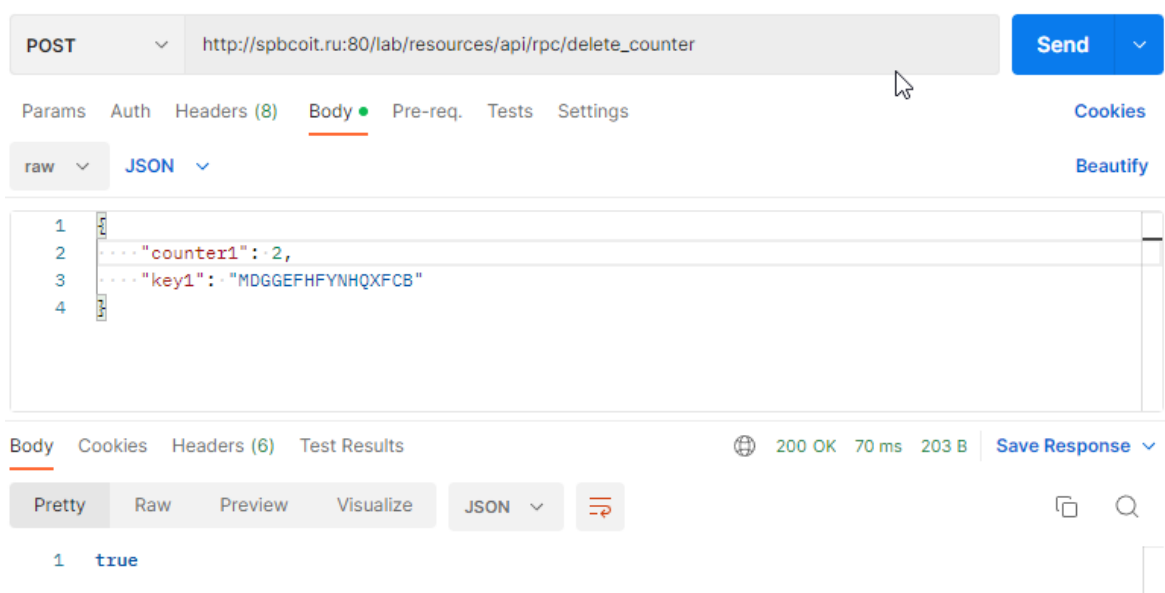 POST http://spbcoit.ru:80/lab/resources/api/rpc/delete_counter Send
Params Auth Headers (8) Body Pre-req. Tests Settings Cookies
raw JSON Beautify
1 {
2 "counter1": 2,
3 "key1": "MDGGEFHFYNHQXFCB"
4 }
Body Cookies Headers (6) Test Results 200 OK 70 ms 203 B Save Response
Pretty Raw Preview Visualize JSON
1 true